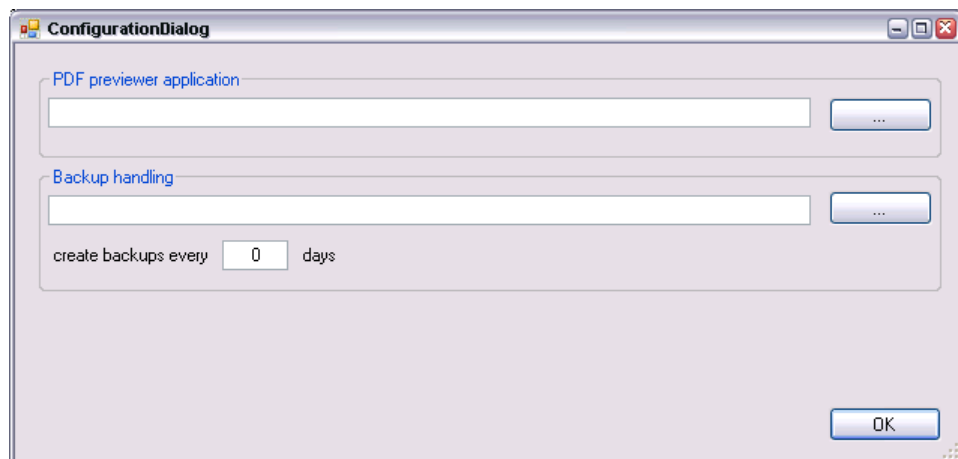 ConfigurationDialog
PDF previewer application
...
Backup handling
...
create backups every 0 days
OK